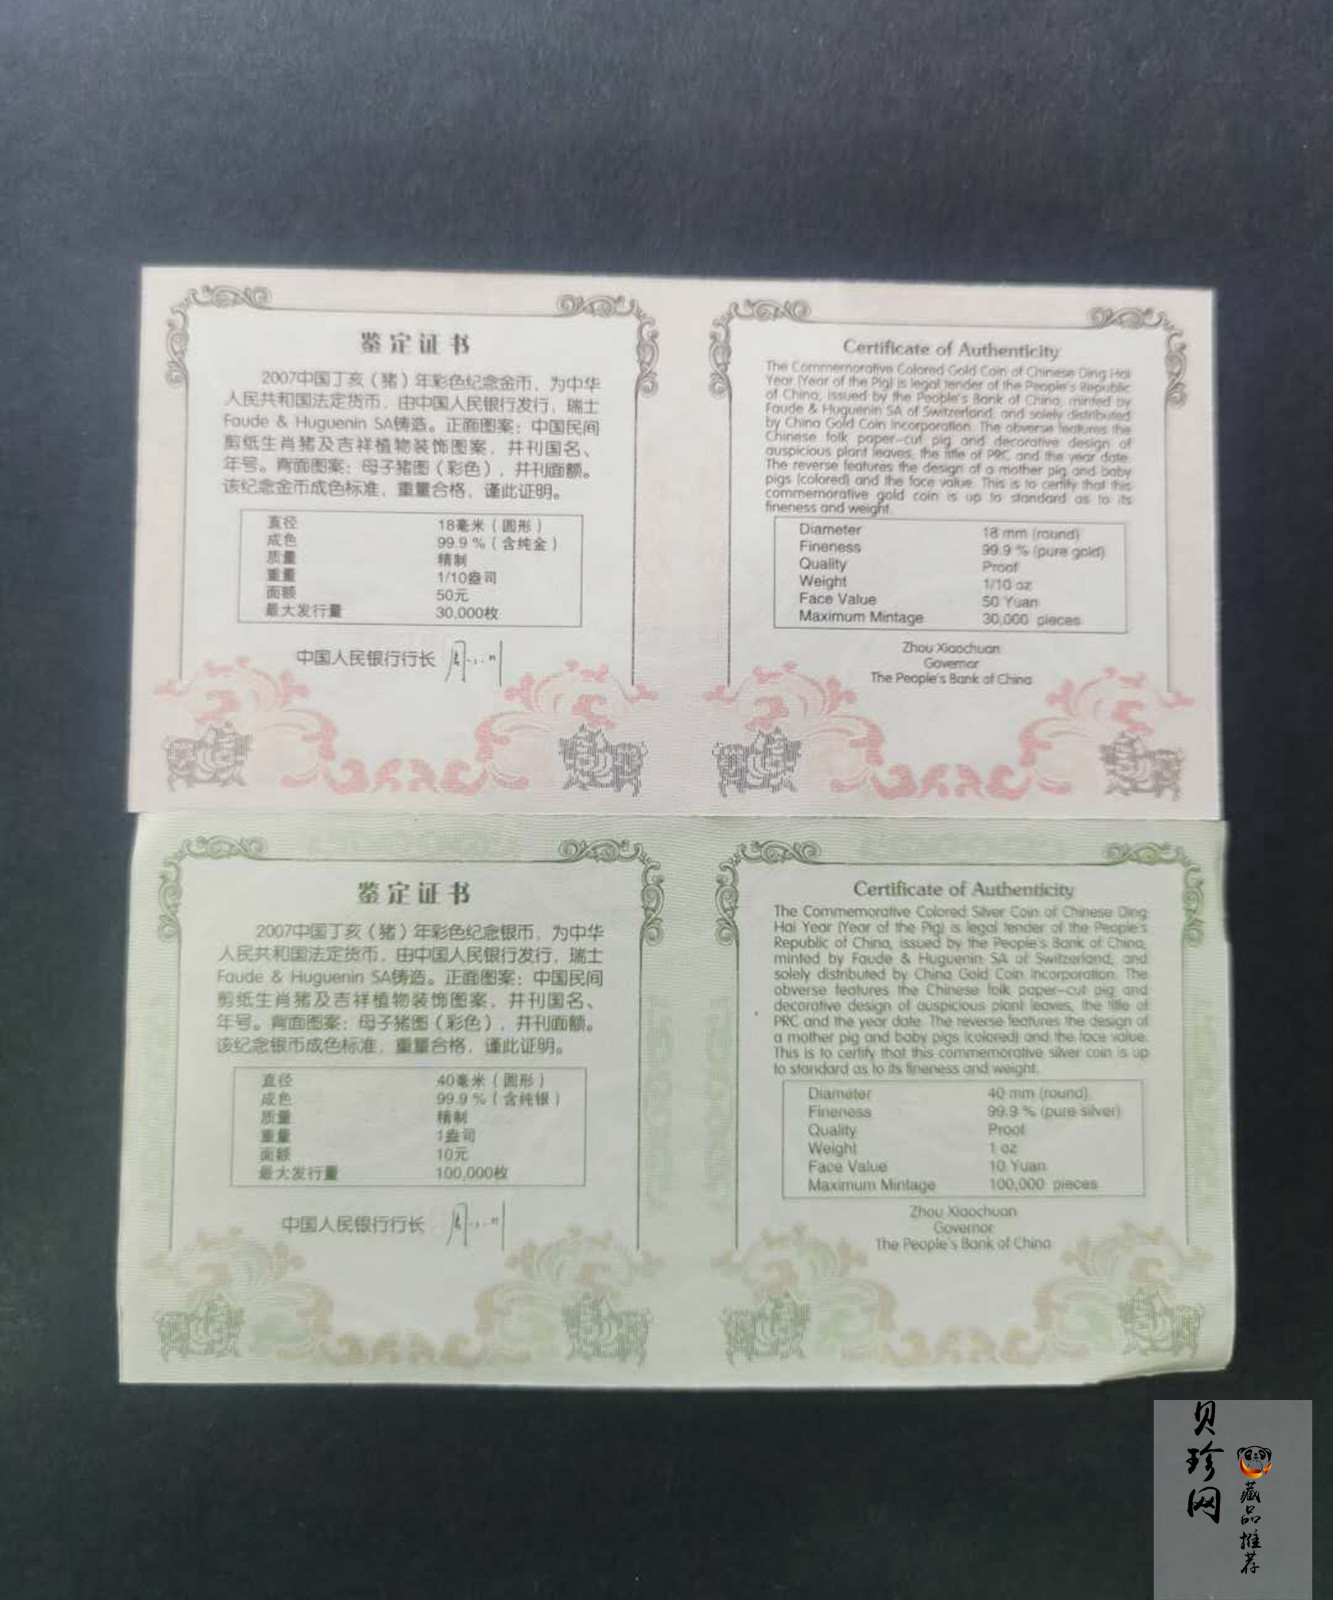 鉴定证书
2007中国丁亥（猪）年彩色纪念金币，为中华
人民共和国法定货币，由中国人民银行发行，瑞士
Faude & Huguenin SA铸造。正面图案：中国民间
剪纸生肖猪及吉祥植物装饰图案，并刊国名、
年号。背面图案：母子猪图（彩色），并刊面额。
该纪念金币成色标准，重量合格，谨此证明。
直径 18毫米（圆形）
成色 99.9％（含纯金）
质量 精制
重量 1/10盎司
面额 50元
最大发行量 30,000枚
中国人民银行行长
Certificate of Authenticity
The Commemorative Colored Gold Coin of Chinese Ding Hai
Year (Year of the Pig) is legal tender of the People's Republic
of China, issued by the People's Bank of China, minted by
Faude & Huguenin SA of Switzerland, and solely distributed
by China Gold Coin Incorporation. The obverse features the
Chinese folk paper-cut pig and decorative design of
auspicious plant leaves, the title of PRC and the year date.
The reverse features the design of a mother pig and baby
pigs (colored) and the face value. This is to certify that this
commemorative gold coin is up to standard as to its
fineness and weight.
Diameter 18 mm (round)
Fineness 99.9 % (pure gold)
Quality Proof
Weight 1/10 oz
Face Value 50 Yuan
Maximum Mintage 30,000 pieces
Zhou Xiaochuan
Governor
The People's Bank of China
鉴定证书
2007中国丁亥（猪）年彩色纪念银币，为中华
人民共和国法定货币，由中国人民银行发行，瑞士
Faude & Huguenin SA铸造。正面图案：中国民间
剪纸生肖猪及吉祥植物装饰图案，并刊国名、
年号。背面图案：母子猪图（彩色），并刊面额。
该纪念银币成色标准，重量合格，谨此证明。
直径 40毫米（圆形）
成色 99.9％（含纯银）
质量 精制
重量 1盎司
面额 10元
最大发行量 100,000枚
中国人民银行行长
Certificate of Authenticity
The Commemorative Colored Silver Coin of Chinese Ding
Hai Year (Year of the Pig) is legal tender of the People's
Republic of China, issued by the People's Bank of China,
minted by Faude & Huguenin SA of Switzerland, and
solely distributed by China Gold Coin Incorporation. The
obverse features the Chinese folk paper-cut pig and
decorative design of auspicious plant leaves, the title of
PRC and the year date. The reverse features the design of
a mother pig and baby pigs (colored) and the face value.
This is to certify that this commemorative silver coin is up
to standard as to its fineness and weight.
Diameter 40 mm (round)
Fineness 99.9 % (pure silver)
Quality Proof
Weight 1 oz
Face Value 10 Yuan
Maximum Mintage 100,000 pieces
Zhou Xiaochuan
Governor
The People's Bank of China
贝珍网
藏品推荐